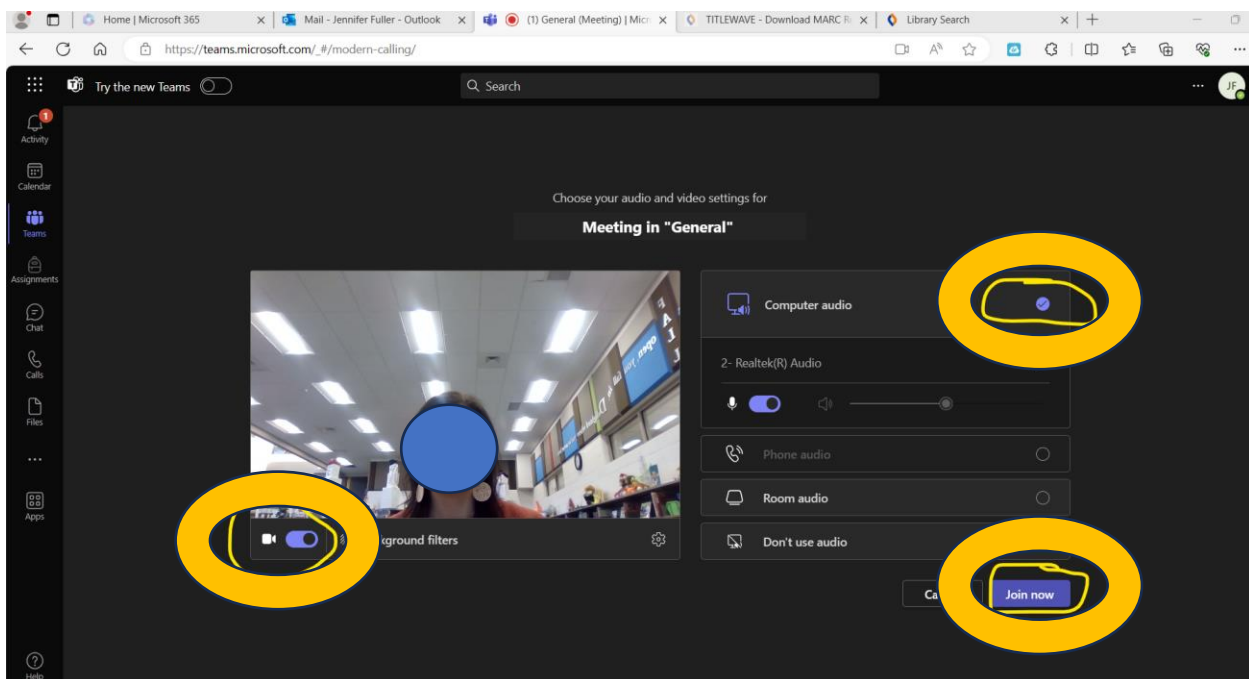 Home | Microsoft 365
Mail - Jennifer Fuller - Outlook
(1) General (Meeting) | Micr
TITLEWAVE - Download MARC R
Library Search
https://teams.microsoft.com/_#/modern-calling/
Try the new Teams
Search
JF
1
Activity
Calendar
Teams
Assignments
Chat
Calls
Files
Apps
Help
Choose your audio and video settings for
Meeting in "General"
Computer audio
2- Realtek(R) Audio
Phone audio
Room audio
Don't use audio
kground filters
Ca
Join now